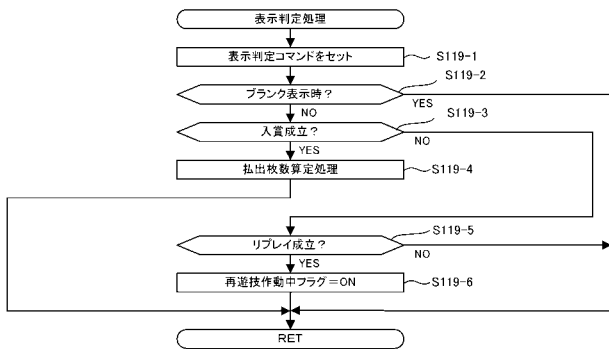 表示判定処理
表示判定コマンドをセット
S119-1
ブランク表示時？
S119-2
YES
NO
入賞成立？
S119-3
NO
YES
払出枚数算定処理
S119-4
リプレイ成立？
S119-5
NO
YES
再遊技作動中フラグ＝ON
S119-6
RET